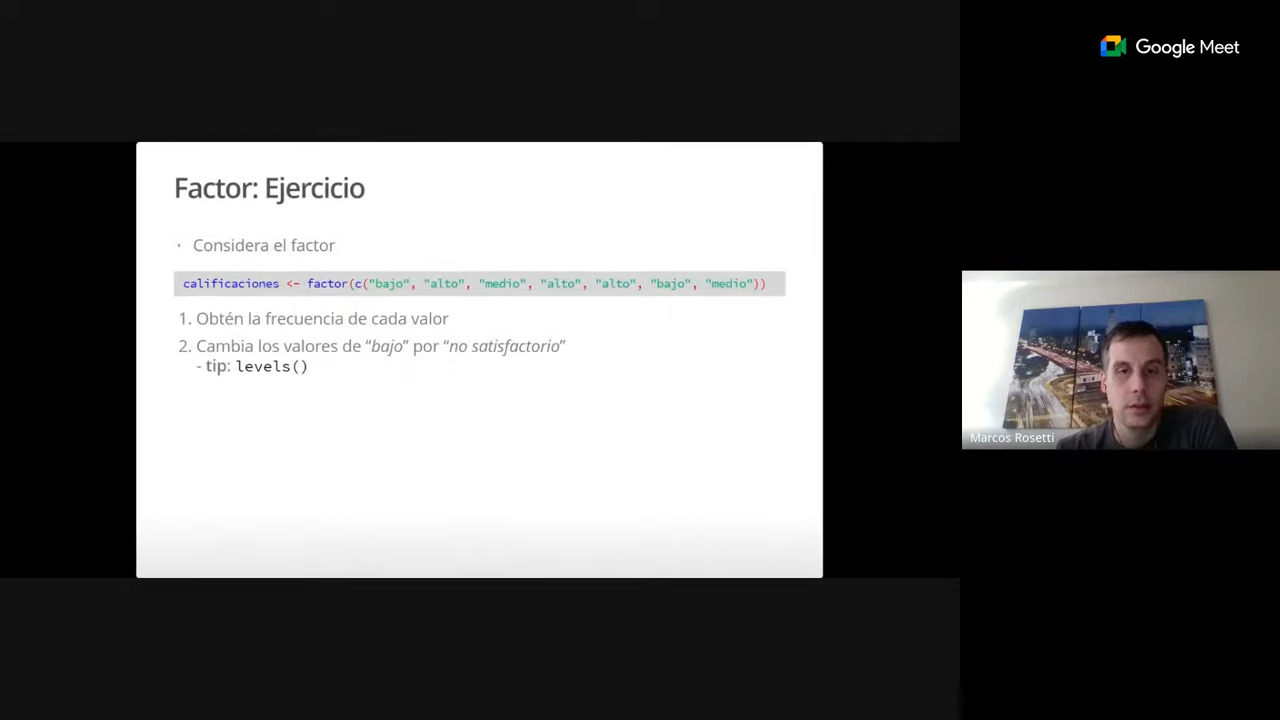 Google Meet
Factor: Ejercicio
· Considera el factor
calificaciones <- factor(c("bajo", "alto", "medio", "alto", "alto", "bajo", "medio"))
1. Obtén la frecuencia de cada valor
2. Cambia los valores de “bajo” por “no satisfactorio”
- tip: levels()
Marcos Rosetti